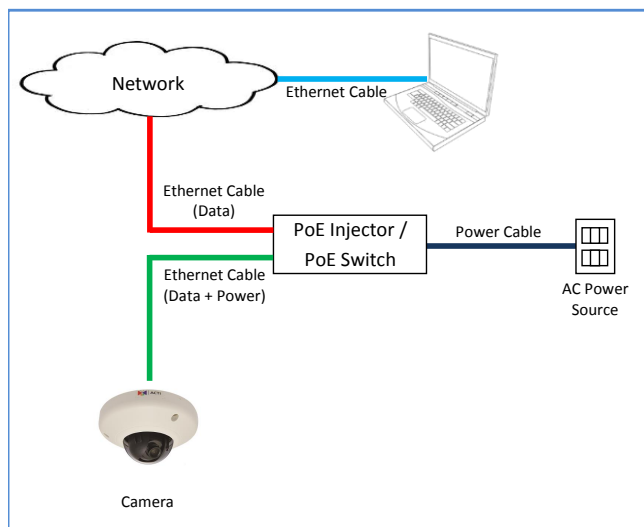 Network
Ethernet Cable
Ethernet Cable
(Data)
PoE Injector /
PoE Switch
Power Cable
Ethernet Cable
(Data + Power)
AC Power
Source
Camera